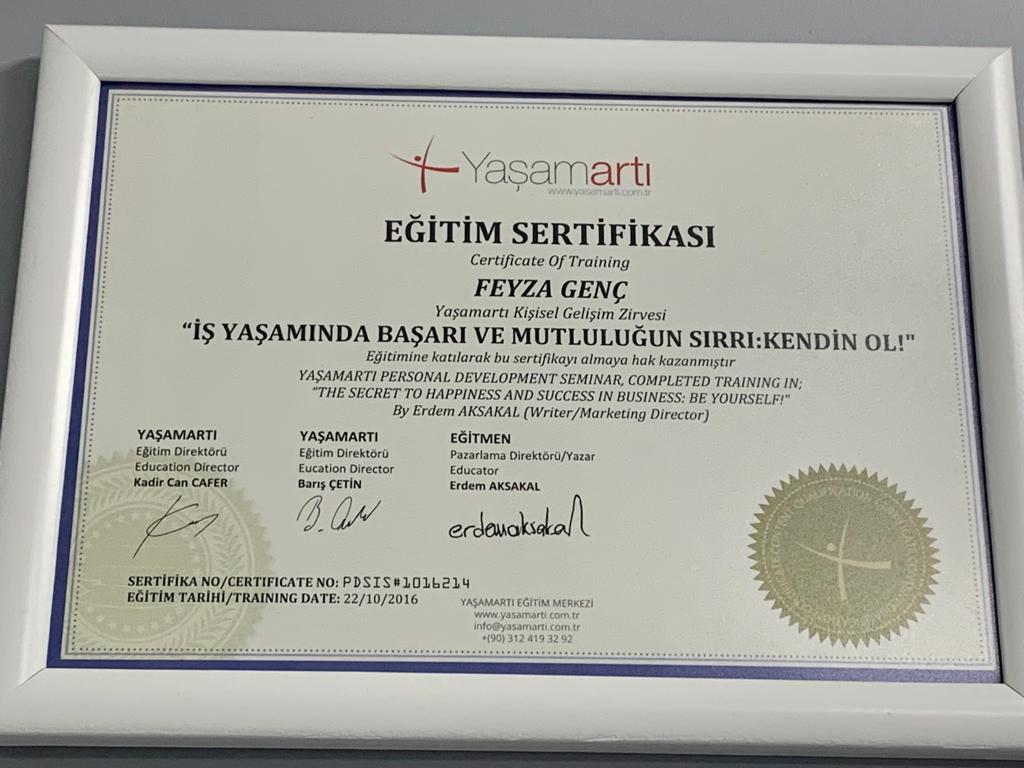 Yaşamartı
www.yasamarti.com.tr
EĞİTİM SERTİFİKASI
Certificate Of Training
FEYZA GENÇ
Yaşamartı Kişisel Gelişim Zirvesi
“İŞ YAŞAMINDA BAŞARI VE MUTLULUĞUN SIRRI:KENDİN OL!"
Eğitimine katılarak bu sertifikayı almaya hak kazanmıştır
YAŞAMARTI PERSONAL DEVELOPMENT SEMINAR, COMPLETED TRAINING IN;
"THE SECRET TO HAPPINESS AND SUCCESS IN BUSINESS: BE YOURSELF!"
By Erdem AKSAKAL (Writer/Marketing Director)
YAŞAMARTI
Eğitim Direktörü
Education Director
Kadir Can CAFER
YAŞAMARTI
Eğitim Direktörü
Eucation Director
Barış ÇETİN
EĞİTMEN
Pazarlama Direktörü/Yazar
Educator
Erdem AKSAKAL
erdemaksakal
SERTİFİKA NO/CERTIFICATE NO: PDSIS#1016214
EĞİTİM TARİHİ/TRAINING DATE: 22/10/2016
YAŞAMARTI EĞİTİM MERKEZİ
www.yasamarti.com.tr
info@yasamarti.com.tr
+(90) 312 419 32 92